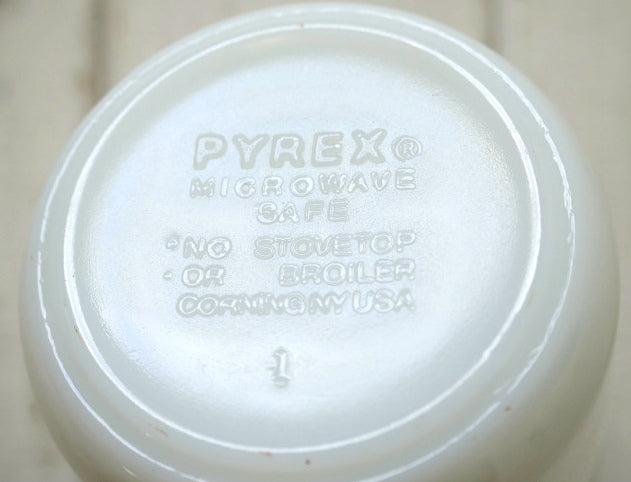 PYREX®
MICROWAVE
SAFE
NO STOVETOP
OR BROILER
CORNING NY USA
1